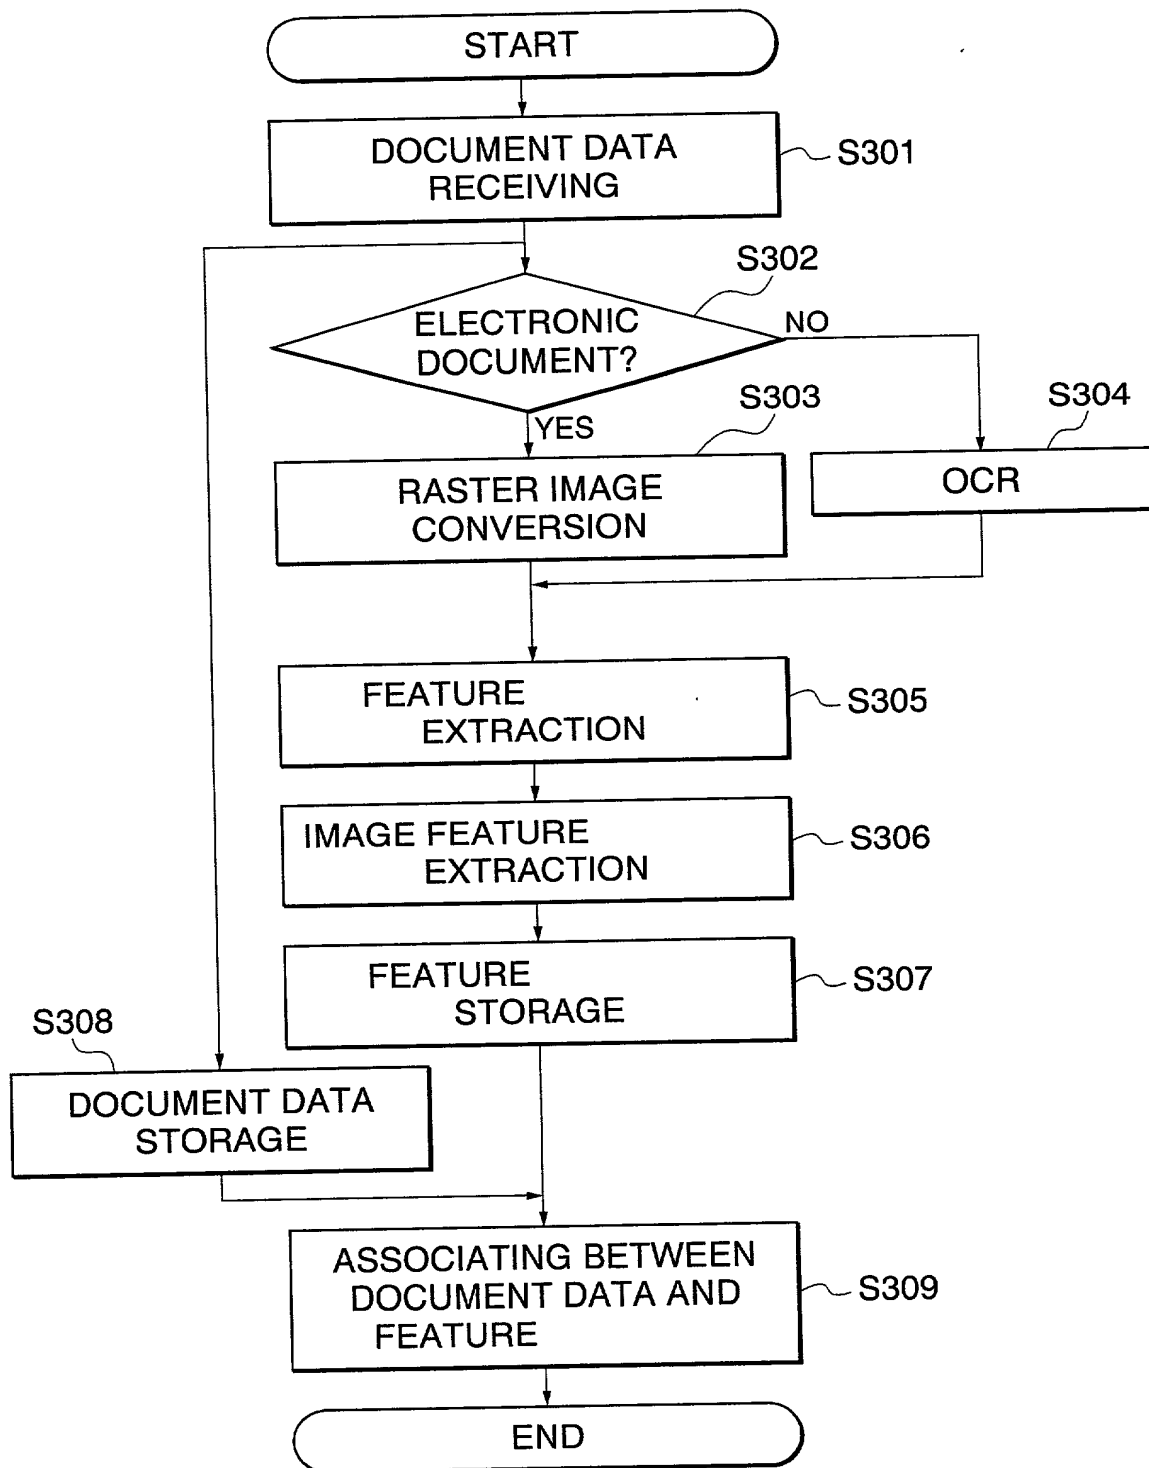 START
DOCUMENT DATA
RECEIVING
S301
S302
ELECTRONIC
DOCUMENT?
NO
YES
S303
RASTER IMAGE
CONVERSION
S304
OCR
FEATURE
EXTRACTION
S305
IMAGE FEATURE
EXTRACTION
S306
FEATURE
STORAGE
S307
S308
DOCUMENT DATA
STORAGE
ASSOCIATING BETWEEN
DOCUMENT DATA AND
FEATURE
S309
END